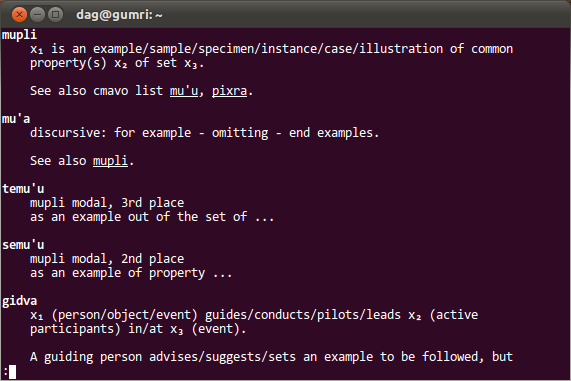 dag@gumri: ~
mupli
x₁ is an example/sample/specimen/instance/case/illustration of common
property(s) x₂ of set x₃.
See also cmavo list mu'u, pixra.
mu'a
discursive: for example - omitting - end examples.
See also mupli.
temu'u
mupli modal, 3rd place
as an example out of the set of ...
semu'u
mupli modal, 2nd place
as an example of property ...
gidva
x₁ (person/object/event) guides/conducts/pilots/leads x₂ (active
participants) in/at x₃ (event).
A guiding person advises/suggests/sets an example to be followed, but
: